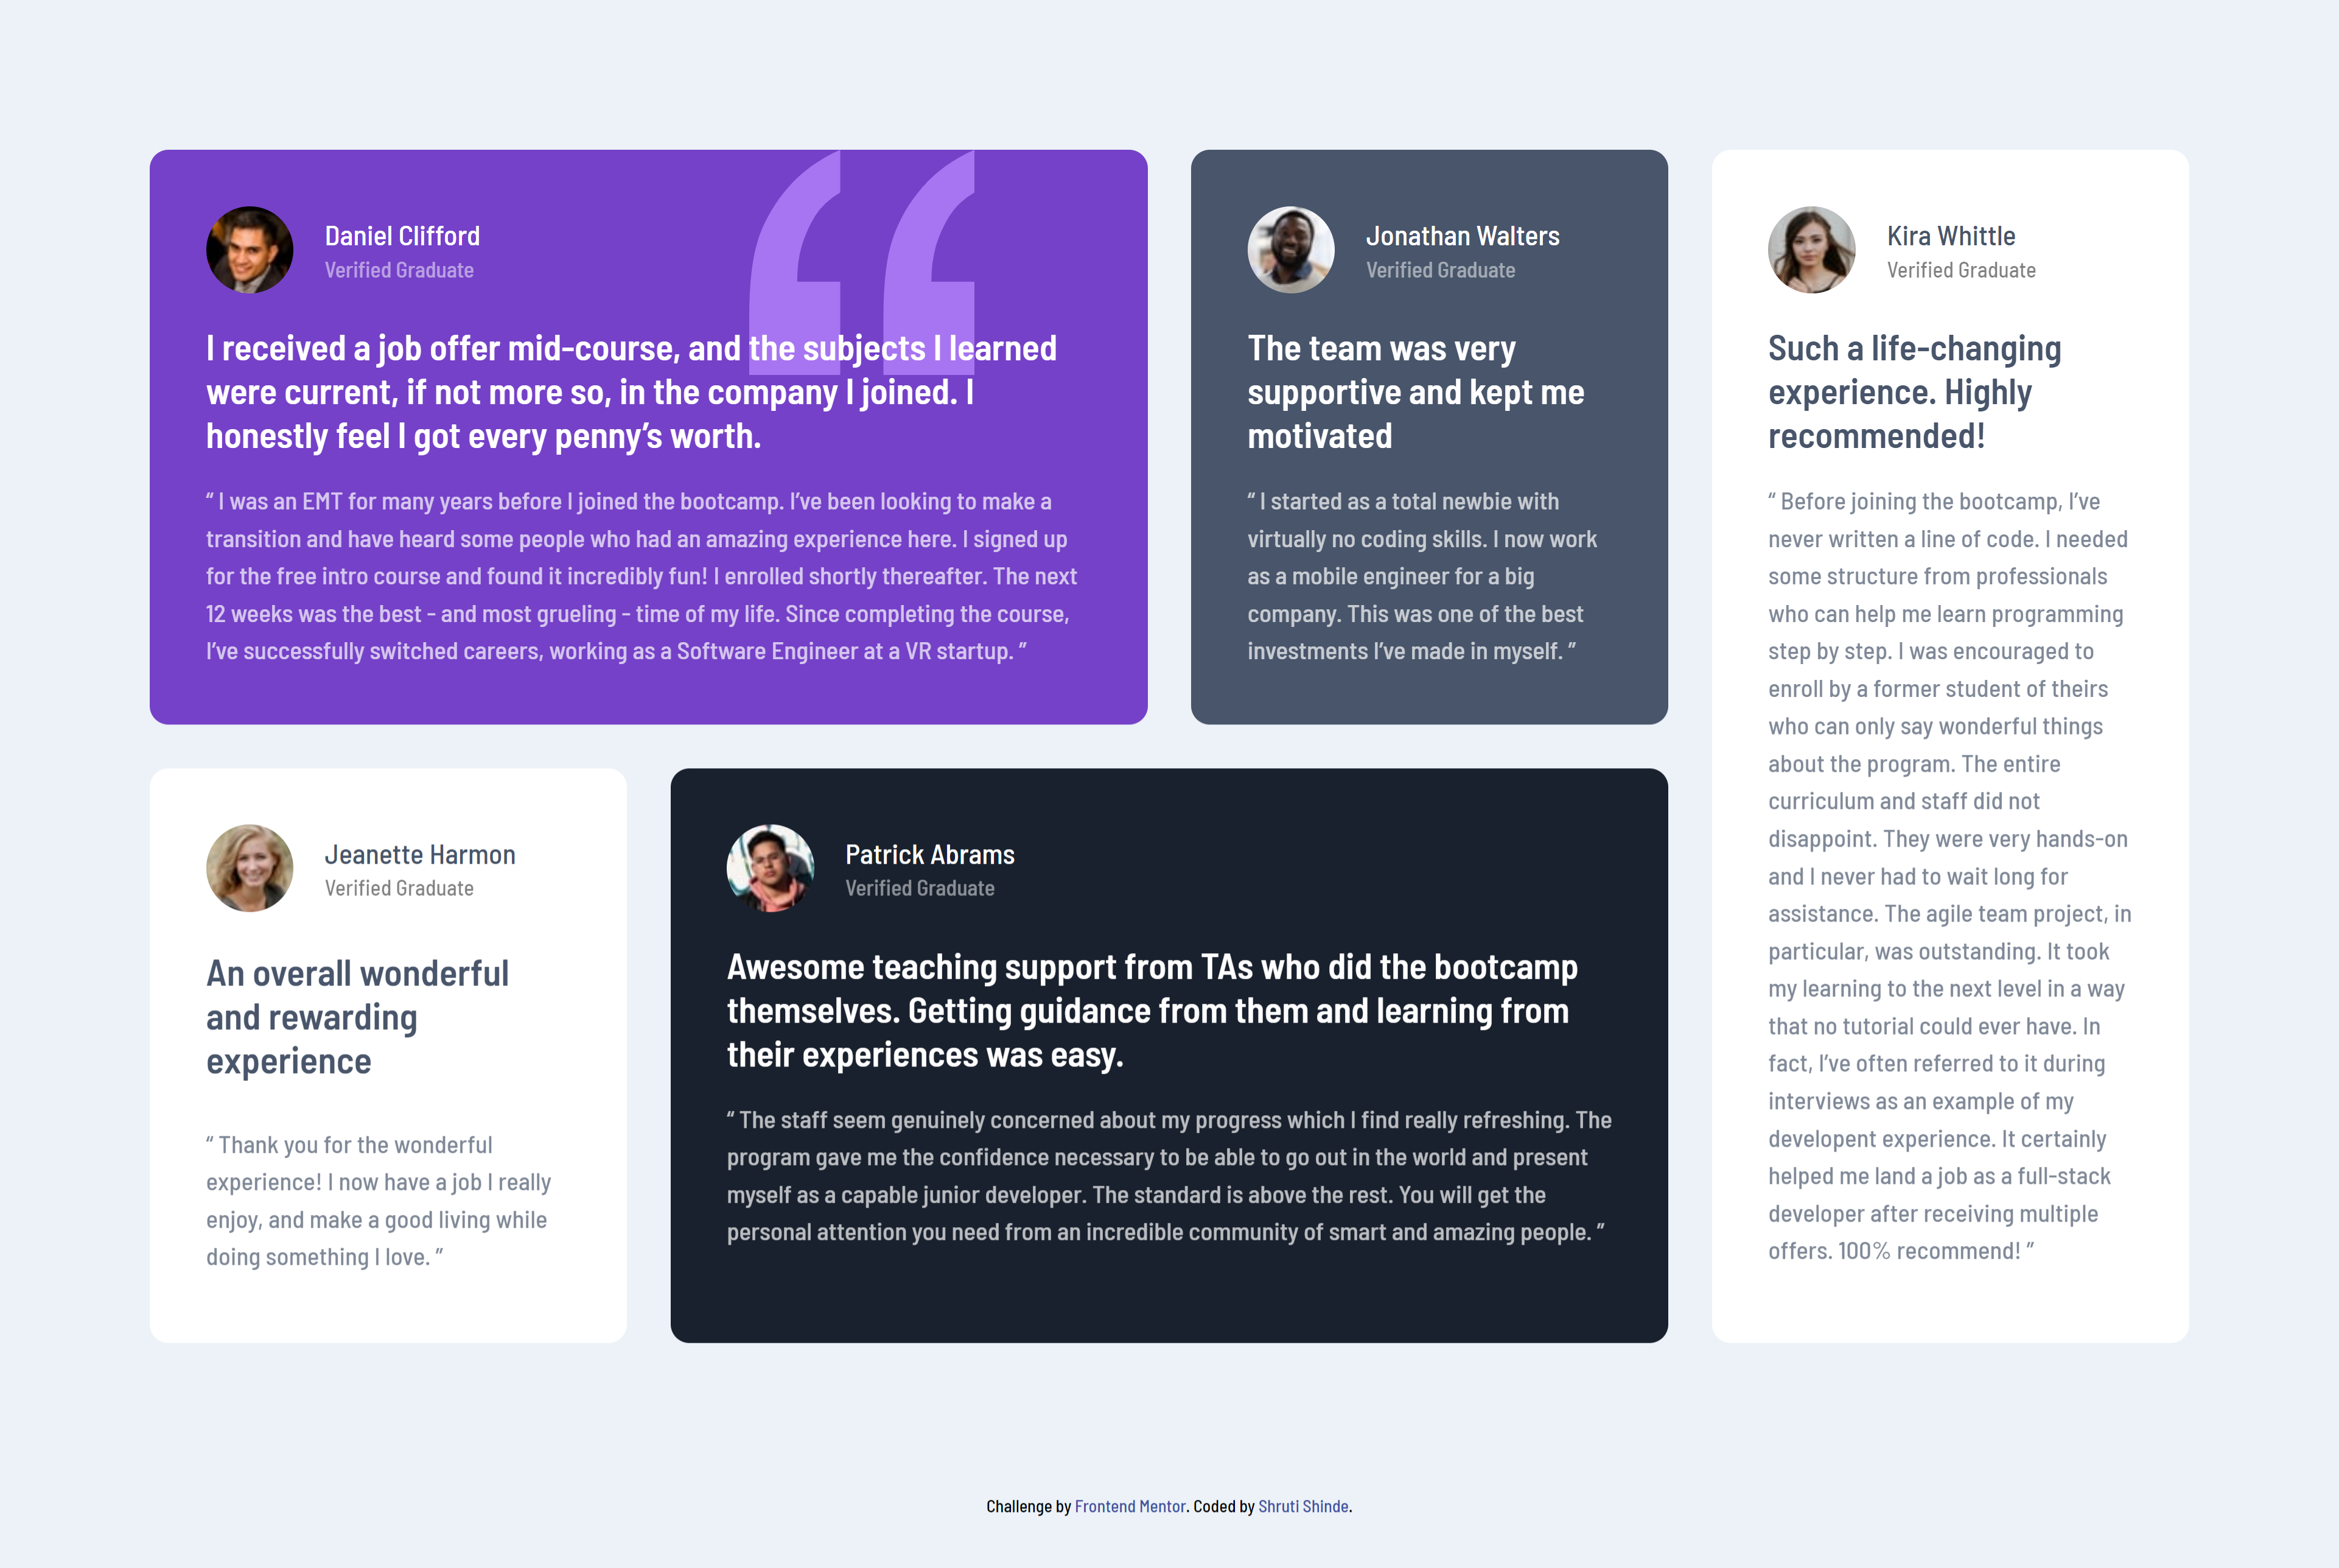 Daniel Clifford
Verified Graduate
I received a job offer mid-course, and the subjects I learned
were current, if not more so, in the company I joined. I
honestly feel I got every penny’s worth.
“ I was an EMT for many years before I joined the bootcamp. I’ve been looking to make a
transition and have heard some people who had an amazing experience here. I signed up
for the free intro course and found it incredibly fun! I enrolled shortly thereafter. The next
12 weeks was the best - and most grueling - time of my life. Since completing the course,
I’ve successfully switched careers, working as a Software Engineer at a VR startup. ”
Jonathan Walters
Verified Graduate
The team was very
supportive and kept me
motivated
“ I started as a total newbie with
virtually no coding skills. I now work
as a mobile engineer for a big
company. This was one of the best
investments I’ve made in myself. ”
Kira Whittle
Verified Graduate
Such a life-changing
experience. Highly
recommended!
“ Before joining the bootcamp, I’ve
never written a line of code. I needed
some structure from professionals
who can help me learn programming
step by step. I was encouraged to
enroll by a former student of theirs
who can only say wonderful things
about the program. The entire
curriculum and staff did not
disappoint. They were very hands-on
and I never had to wait long for
assistance. The agile team project, in
particular, was outstanding. It took
my learning to the next level in a way
that no tutorial could ever have. In
fact, I’ve often referred to it during
interviews as an example of my
developent experience. It certainly
helped me land a job as a full-stack
developer after receiving multiple
offers. 100% recommend! ”
Jeanette Harmon
Verified Graduate
An overall wonderful
and rewarding
experience
“ Thank you for the wonderful
experience! I now have a job I really
enjoy, and make a good living while
doing something I love. ”
Patrick Abrams
Verified Graduate
Awesome teaching support from TAs who did the bootcamp
themselves. Getting guidance from them and learning from
their experiences was easy.
“ The staff seem genuinely concerned about my progress which I find really refreshing. The
program gave me the confidence necessary to be able to go out in the world and present
myself as a capable junior developer. The standard is above the rest. You will get the
personal attention you need from an incredible community of smart and amazing people. ”
Challenge by Frontend Mentor. Coded by Shruti Shinde.